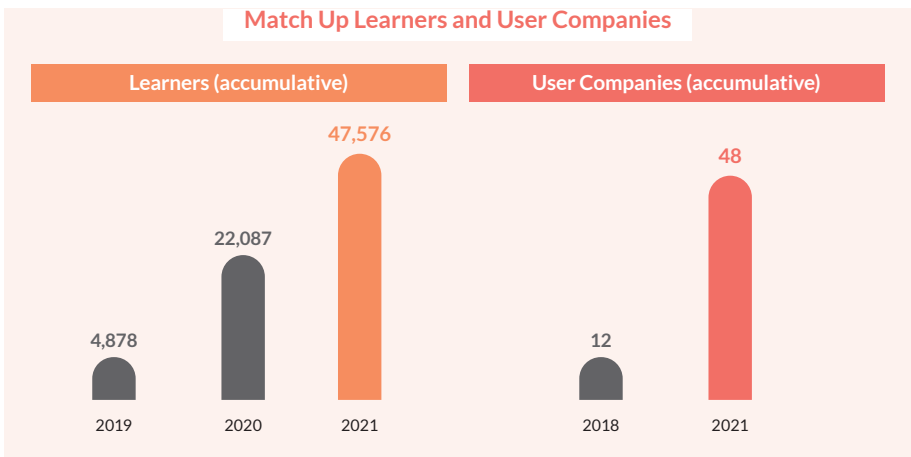 Match Up Learners and User Companies
Learners (accumulative)
47,576
22,087
4,878
2019 2020 2021
User Companies (accumulative)
48
12
2018 2021